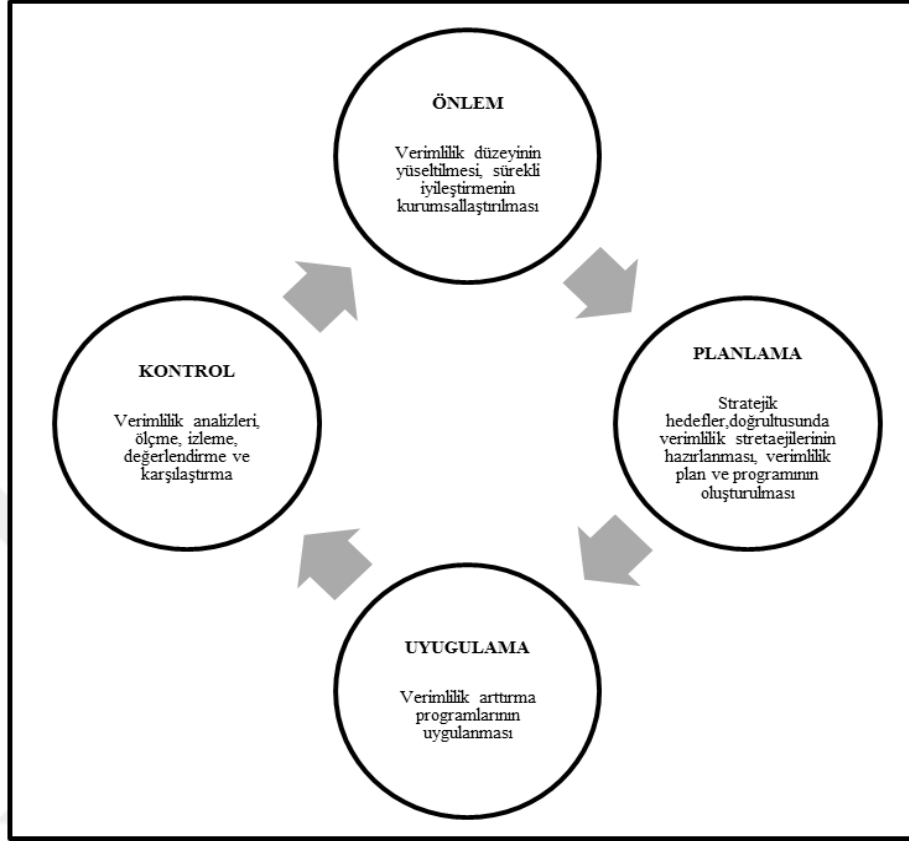 ÖNLEM
Verimlilik düzeyinin
yüseltilmesi, sürekli
iyileştirmenin
kurumsallaştırılması
PLANLAMA
Stratejik
hedefler,doğrultusunda
verimlilik stretaejilerinin
hazırlanması, verimlilik
plan ve programının
oluşturulması
UYUGULAMA
Verimlilik arttırma
programlarının
uygulanması
KONTROL
Verimlilik analizleri,
ölçme, izleme,
değerlendirme ve
karşılaştırma